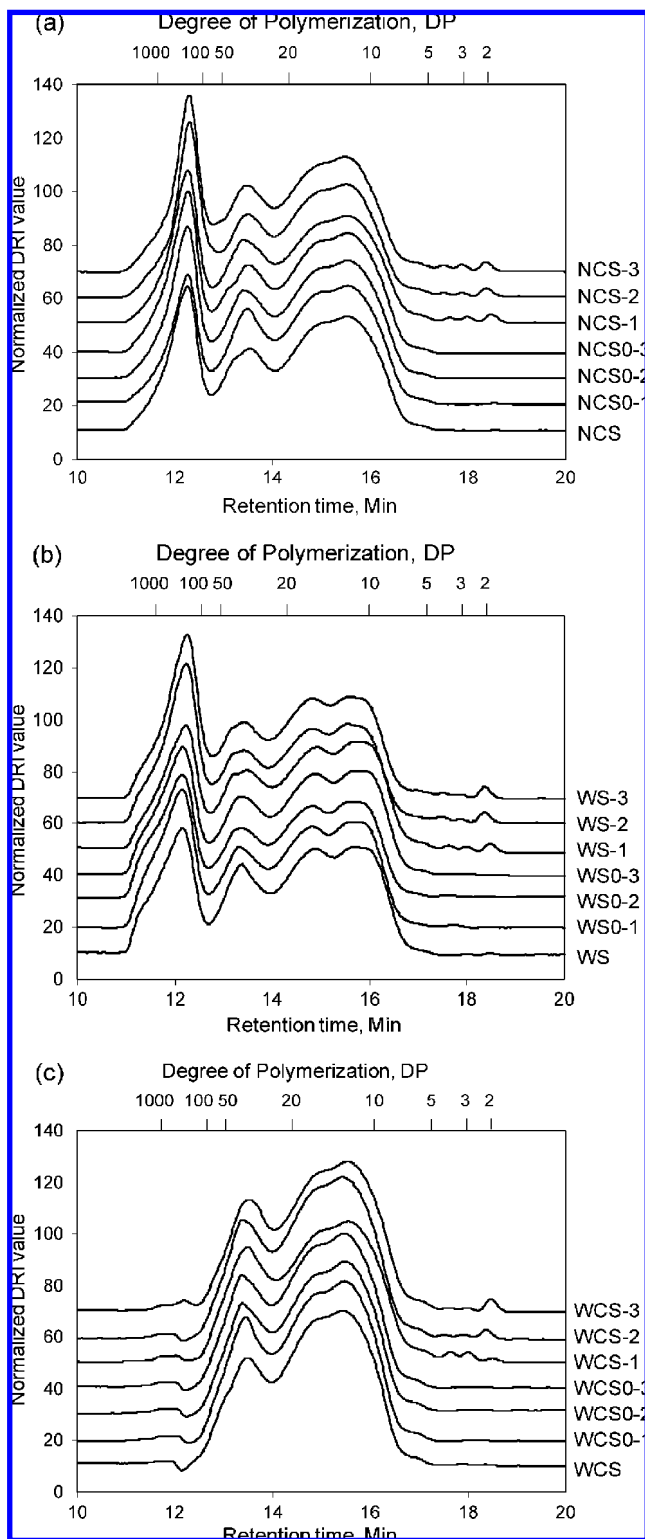 (a)
Degree of Polymerization, DP
1000 100 50 20 10 5 3 2
140
120
100
80
60
40
20
0
Normalized DRI value
NCS-3
NCS-2
NCS-1
NCS0-3
NCS0-2
NCS0-1
NCS
10 12 14 16 18 20
Retention time, Min
(b)
Degree of Polymerization, DP
1000 100 50 20 10 5 3 2
140
120
100
80
60
40
20
0
Normalized DRI value
WS-3
WS-2
WS-1
WS0-3
WS0-2
WS0-1
WS
10 12 14 16 18 20
Retention time, Min
(c)
Degree of Polymerization, DP
1000 100 50 20 10 5 3 2
140
120
100
80
60
40
20
0
Normalized DRI value
WCS-3
WCS-2
WCS-1
WCS0-3
WCS0-2
WCS0-1
WCS
10 12 14 16 18 20
Retention time, Min